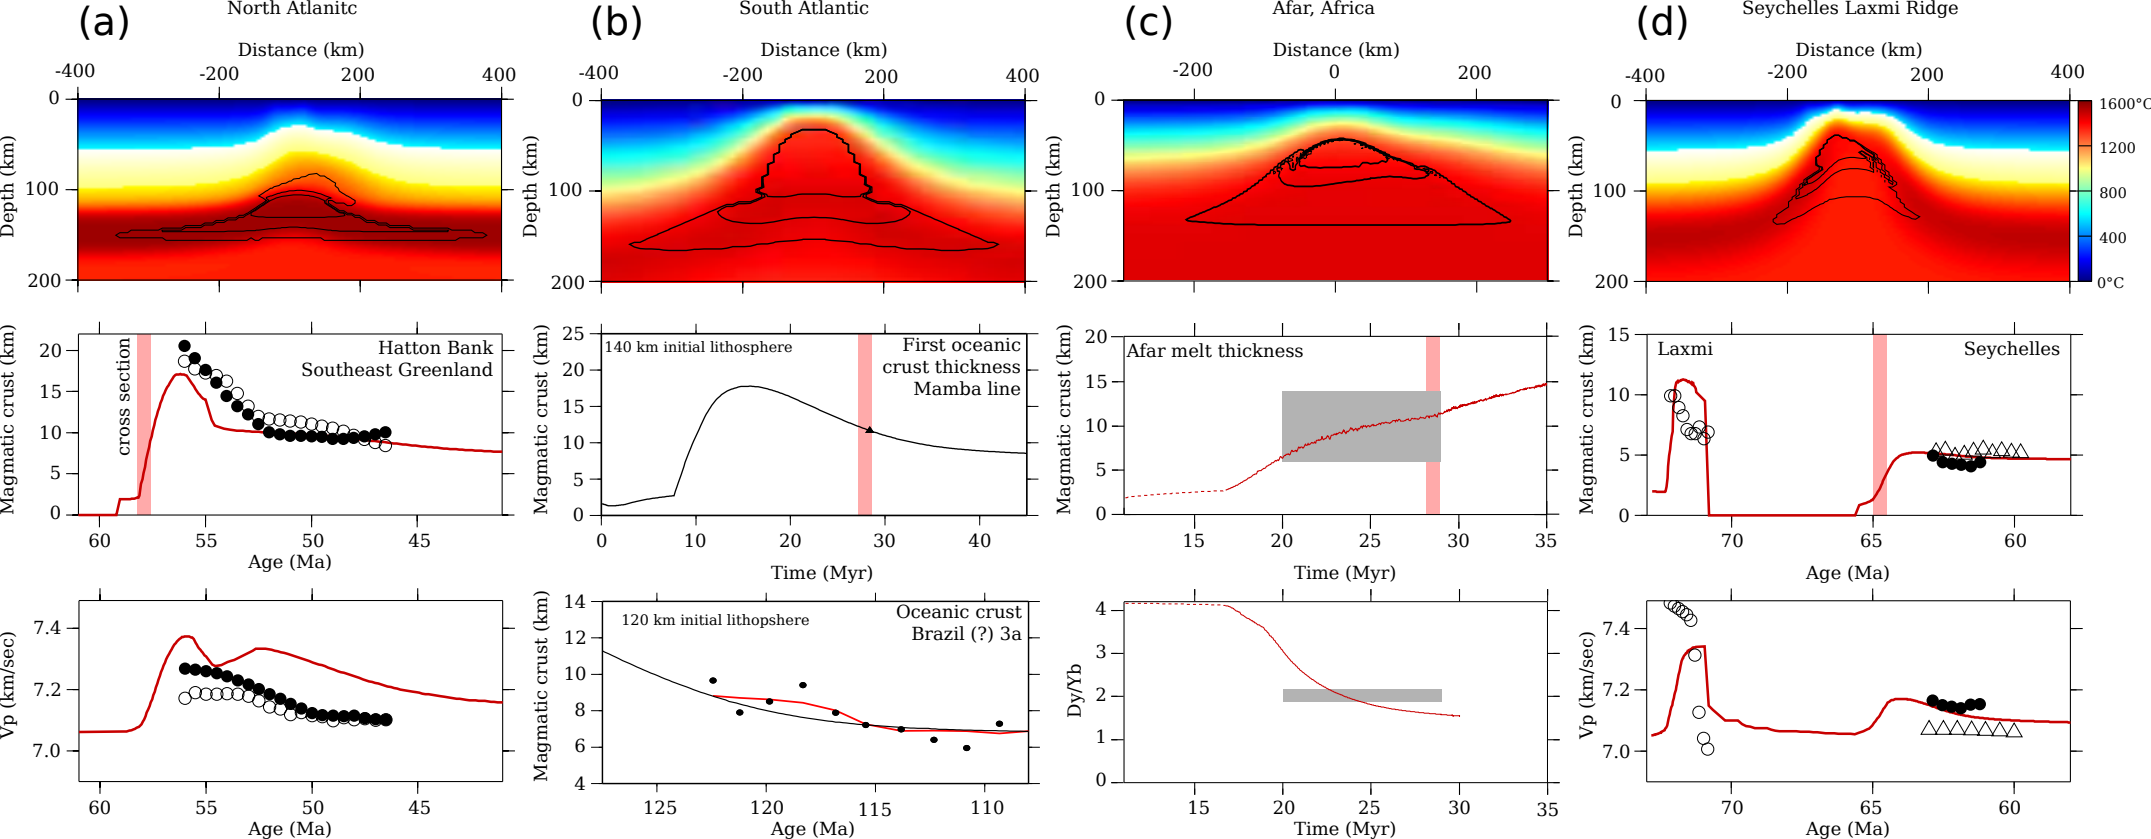 (a)
North Atlanitc
Distance (km)
-400 -200 200 400
Depth (km)
0
100
200
Magmatic crust (km)
20
15
10
5
0
cross section
Hatton Bank
Southeast Greenland
60 55 50 45
Age (Ma)
Vp (km/sec)
7.4
7.2
7.0
60 55 50 45
Age (Ma)
(b)
South Atlantic
Distance (km)
-400 -200 200 400
Depth (km)
0
100
200
Magmatic crust (km)
25
20
15
10
5
0
140 km initial lithosphere
First oceanic
crust thickness
Mamba line
0 10 20 30 40
Time (Myr)
Magmatic crust (km)
14
12
10
8
6
4
120 km initial lithopshere
Oceanic crust
Brazil (?) 3a
125 120 115 110
Age (Ma)
(c)
Afar, Africa
Distance (km)
-200 0 200
Depth (km)
0
100
200
Magmatic crust (km)
20
15
10
5
0
Afar melt thickness
15 20 25 30 35
Time (Myr)
Dy/Yb
4
3
2
1
0
15 20 25 30 35
Time (Myr)
(d)
Seychelles Laxmi Ridge
Distance (km)
-400 -200 200 400
Depth (km)
0
100
200
1600°C
1200
800
400
0°C
Magmatic crust (km)
15
10
5
0
Laxmi
Seychelles
70 65 60
Age (Ma)
Vp (km/sec)
7.4
7.2
7.0
70 65 60
Age (Ma)